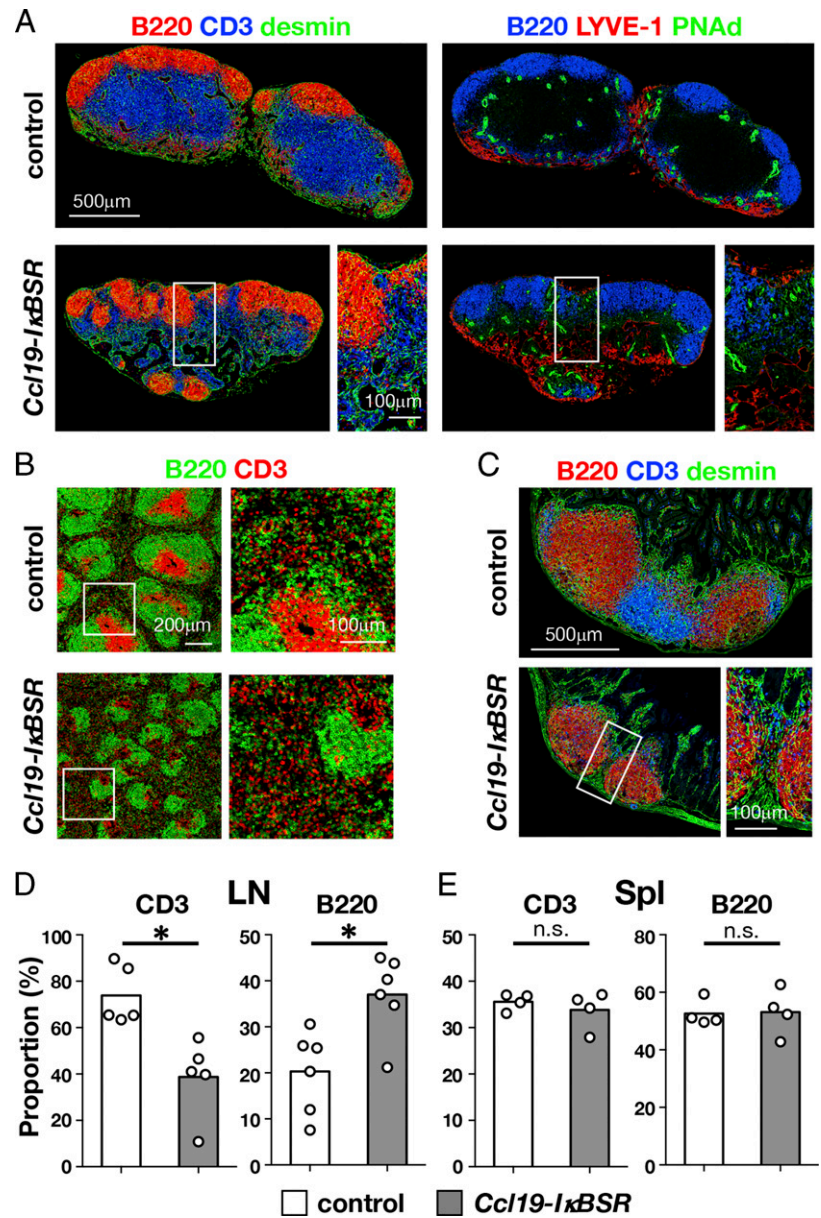 A
B220 CD3 desmin
B220 LYVE-1 PNAd
control
500μm
Ccl19-IκBSR
100μm
B
B220 CD3
control
200μm
100μm
Ccl19-IκBSR
C
B220 CD3 desmin
control
500μm
Ccl19-IκBSR
100μm
D
LN
CD3
B220
*
*
Proportion (%)
100
80
60
40
20
0
50
40
30
20
10
0
E
Spl
CD3
B220
n.s.
n.s.
50
40
30
20
10
0
80
60
40
20
0
control
Ccl19-IκBSR